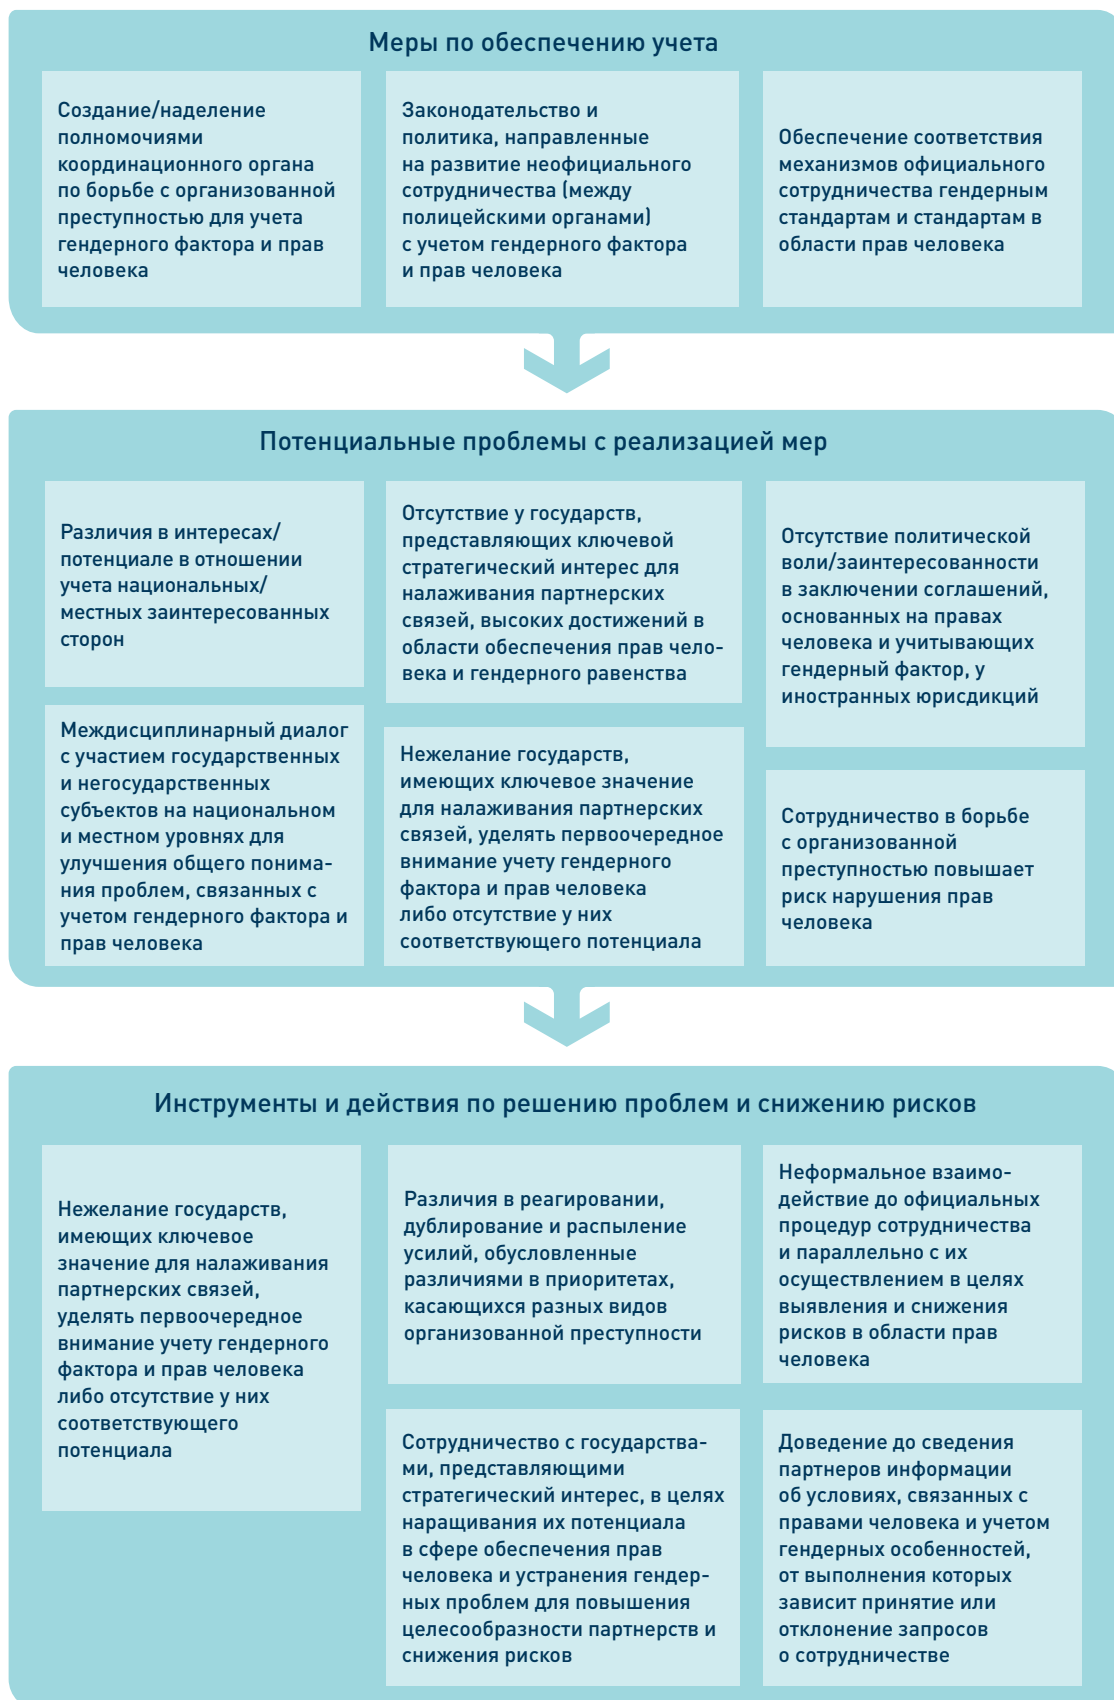 Меры по обеспечению учета
Создание/наделение
полномочиями
координационного органа
по борьбе с организованной
преступностью для учета
гендерного фактора и прав
человека
Законодательство и
политика, направленные
на развитие неофициального
сотрудничества (между
полицейскими органами)
с учетом гендерного фактора
и прав человека
Обеспечение соответствия
механизмов официального
сотрудничества гендерным
стандартам и стандартам в
области прав человека
Потенциальные проблемы с реализацией мер
Различия в интересах/
потенциале в отношении
учета национальных/
местных заинтересованных
сторон
Междисциплинарный диалог
с участием государственных
и негосударственных
субъектов на национальном
и местном уровнях для
улучшения общего понима-
ния проблем, связанных с
учетом гендерного фактора и
прав человека
Отсутствие у государств,
представляющих ключевой
стратегический интерес для
налаживания партнерских
связей, высоких достижений в
области обеспечения прав чело-
века и гендерного равенства
Нежелание государств,
имеющих ключевое значение
для налаживания партнерских
связей, уделять первоочередное
внимание учету гендерного
фактора и прав человека
либо отсутствие у них
соответствующего потенциала
Отсутствие политической
воли/заинтересованности
в заключении соглашений,
основанных на правах
человека и учитывающих
гендерный фактор, у
иностранных юрисдикций
Сотрудничество в борьбе
с организованной
преступностью повышает
риск нарушения прав
человека
Инструменты и действия по решению проблем и снижению рисков
Нежелание государств,
имеющих ключевое
значение для налаживания
партнерских связей,
уделять первоочередное
внимание учету гендерного
фактора и прав человека
либо отсутствие у них
соответствующего
потенциала
Различия в реагировании,
дублирование и распыление
усилий, обусловленные
различиями в приоритетах,
касающихся разных видов
организованной преступности
Сотрудничество с государства-
ми, представляющими
стратегический интерес, в целях
наращивания их потенциала
в сфере обеспечения прав
человека и устранения гендер-
ных проблем для повышения
целесообразности партнерств и
снижения рисков
Неформальное взаимо-
действие до официальных
процедур сотрудничества
и параллельно с их
осуществлением в целях
выявления и снижения
рисков в области прав
человека
Доведение до сведения
партнеров информации
об условиях, связанных с
правами человека и учетом
гендерных особенностей,
от выполнения которых
зависит принятие или
отклонение запросов
о сотрудничестве